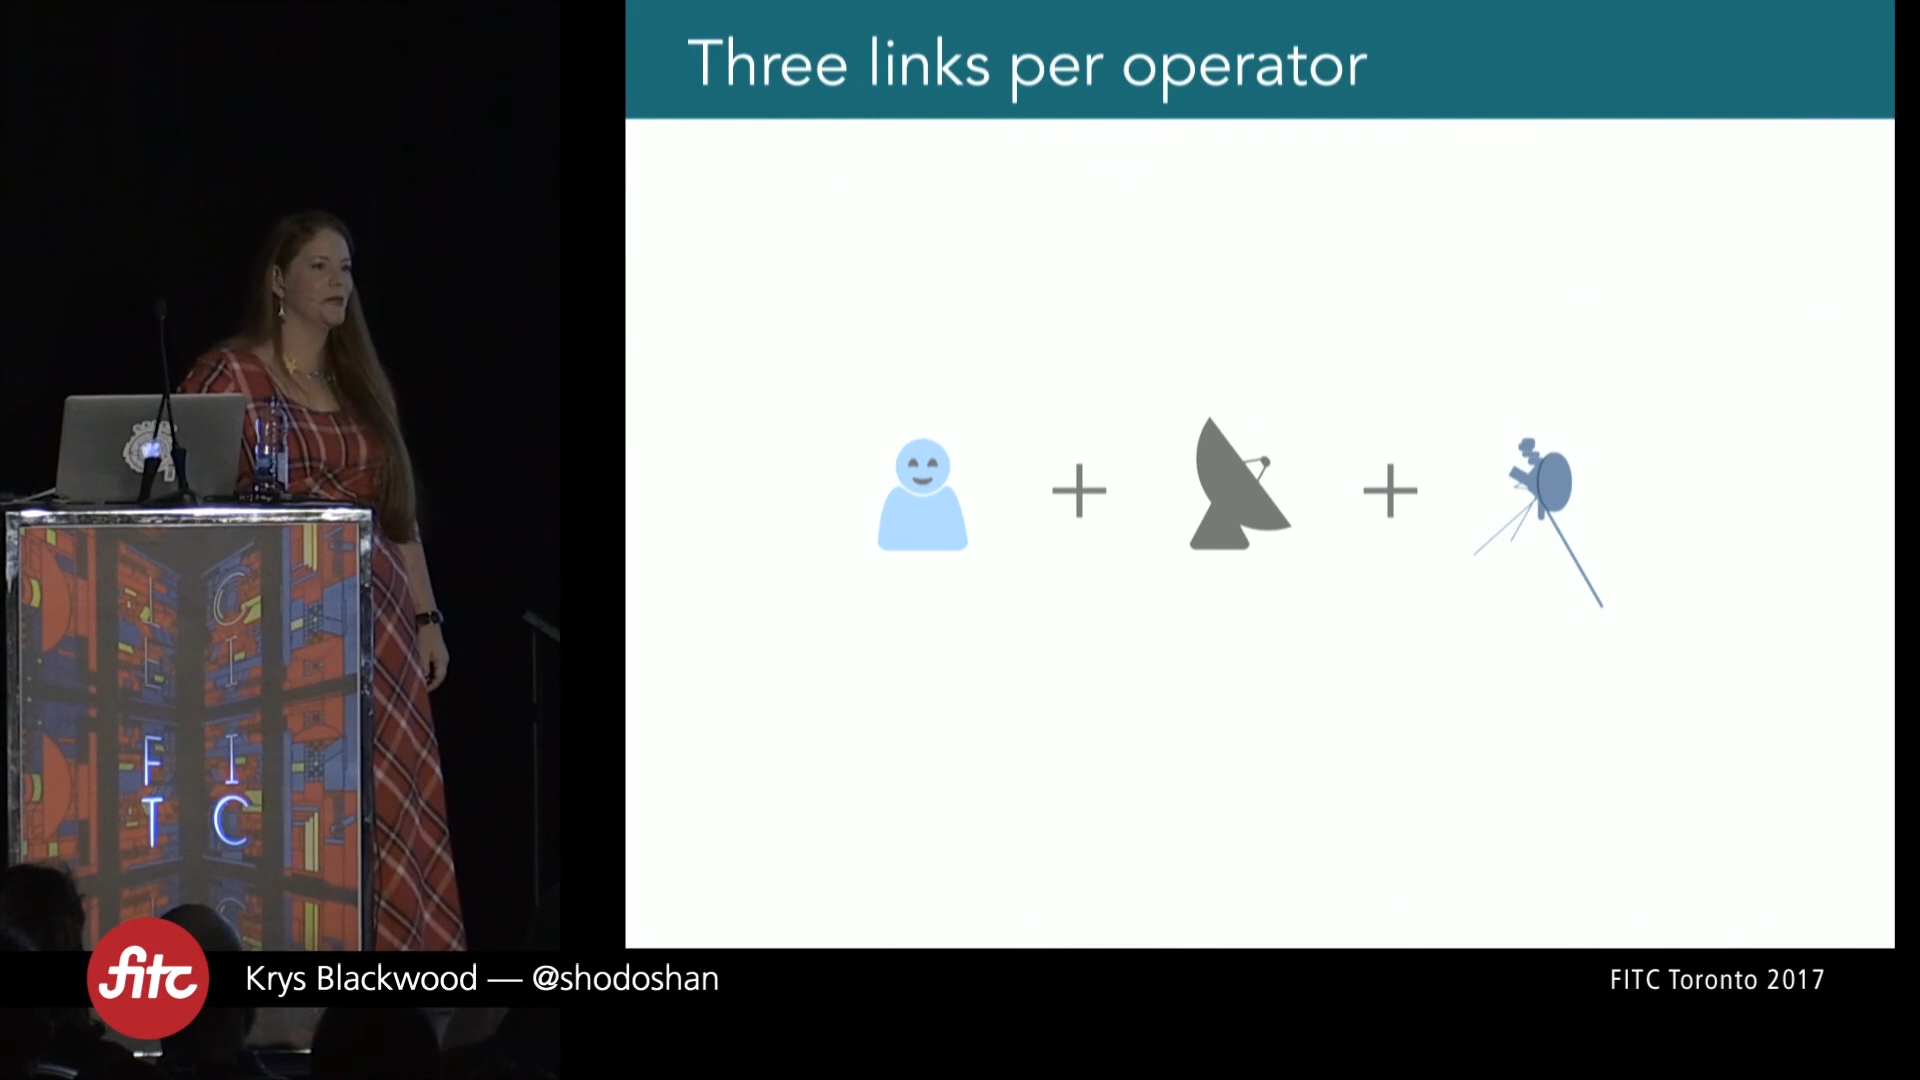 Three links per operator
L C
E I
F I
T C
fitc
Krys Blackwood — @shodoshan
FITC Toronto 2017